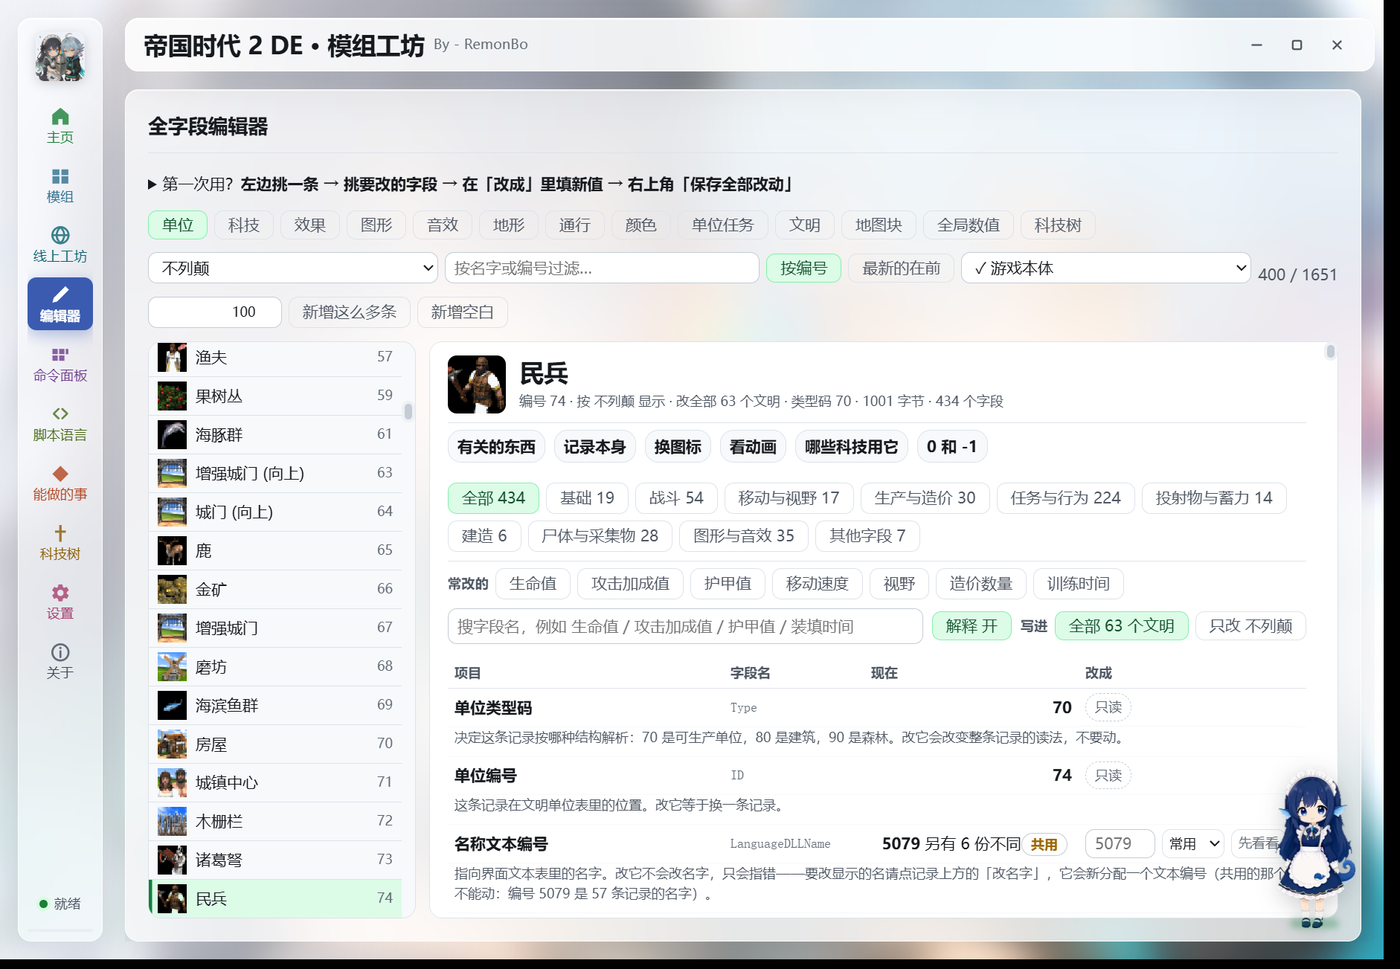 帝国时代 2 DE • 模组工坊 By - RemonBo
主页
模组
线上工坊
编辑器
命令面板
脚本语言
能做的事
科技树
设置
关于
就绪
全字段编辑器
第一次用? 左边挑一条 → 挑要改的字段 → 在「改成」里填新值 → 右上角「保存全部改动」
单位 科技 效果 图形 音效 地形 通行 颜色 单位任务 文明 地图块 全局数值 科技树
不列颠 按名字或编号过滤... 按编号 最新的在前 ✓ 游戏本体 400 / 1651
100 新增这么多条 新增空白
渔夫 57
果树丛 59
海豚群 61
增强城门 (向上) 63
城门 (向上) 64
鹿 65
金矿 66
增强城门 67
磨坊 68
海滨鱼群 69
房屋 70
城镇中心 71
木栅栏 72
诸葛弩 73
民兵 74
民兵
编号 74 · 按 不列颠 显示 · 改全部 63 个文明 · 类型码 70 · 1001 字节 · 434 个字段
有关的东西 记录本身 换图标 看动画 哪些科技用它 0 和 -1
全部 434 基础 19 战斗 54 移动与视野 17 生产与造价 30 任务与行为 224 投射物与蓄力 14
建造 6 尸体与采集物 28 图形与音效 35 其他字段 7
常改的 生命值 攻击加成值 护甲值 移动速度 视野 造价数量 训练时间
搜字段名，例如 生命值 / 攻击加成值 / 护甲值 / 装填时间 解释 开 写进 全部 63 个文明 只改 不列颠
项目 字段名 现在 改成
单位类型码 Type 70 只读
决定这条记录按哪种结构解析：70 是可生产单位，80 是建筑，90 是森林。改它会改变整条记录的读法，不要动。
单位编号 ID 74 只读
这条记录在文明单位表里的位置。改它等于换一条记录。
名称文本编号 LanguageDLLName 5079 另有 6 份不同 共用 5079 常用 先看看
指向界面文本表里的名字。改它不会改名字，只会指错——要改显示的名请点记录上方的「改名字」，它会新分配一个文本编号（共用的那个
不能动：编号 5079 是 57 条记录的名字）。